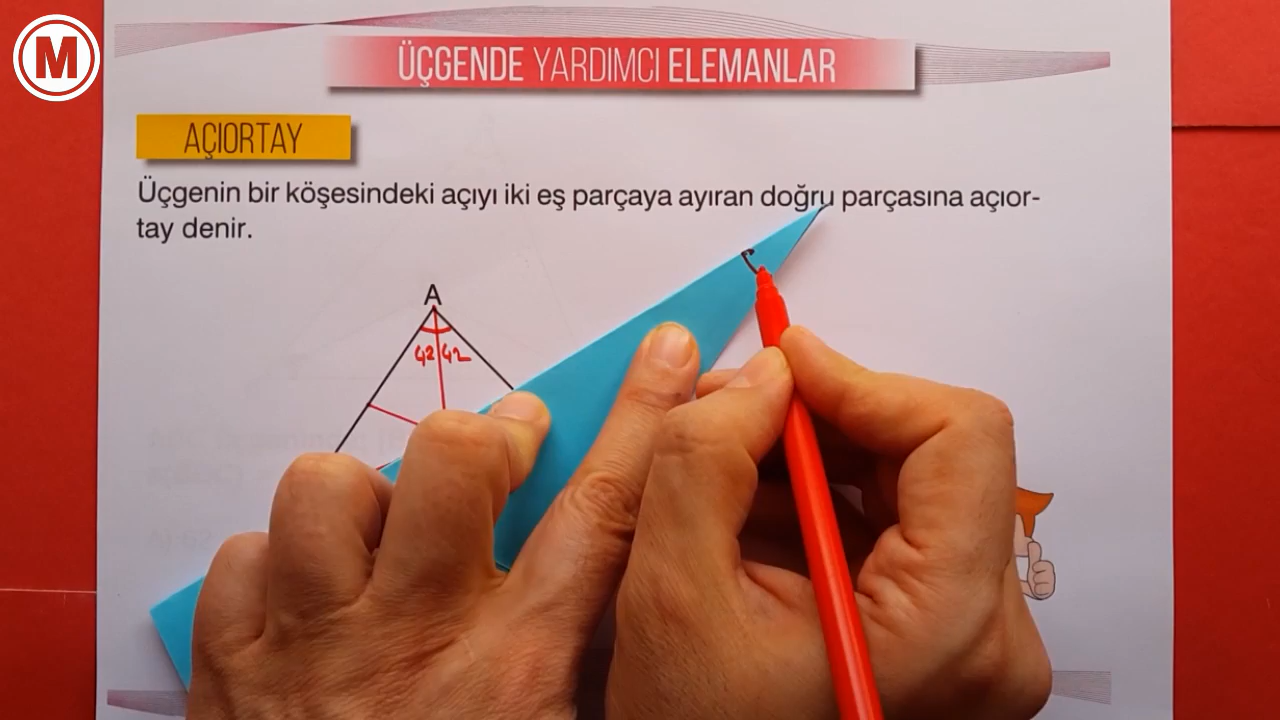 M
ÜÇGENDE YARDIMCI ELEMANLAR
AÇIORTAY
Üçgenin bir köşesindeki açıyı iki eş parçaya ayıran doğru parçasına açıor-
tay denir.
A
42 42